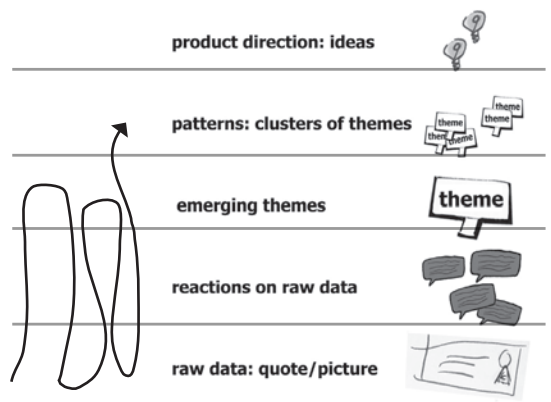 product direction: ideas
patterns: clusters of themes
theme
theme
theme
them
theme
emerging themes
theme
reactions on raw data
raw data: quote/picture